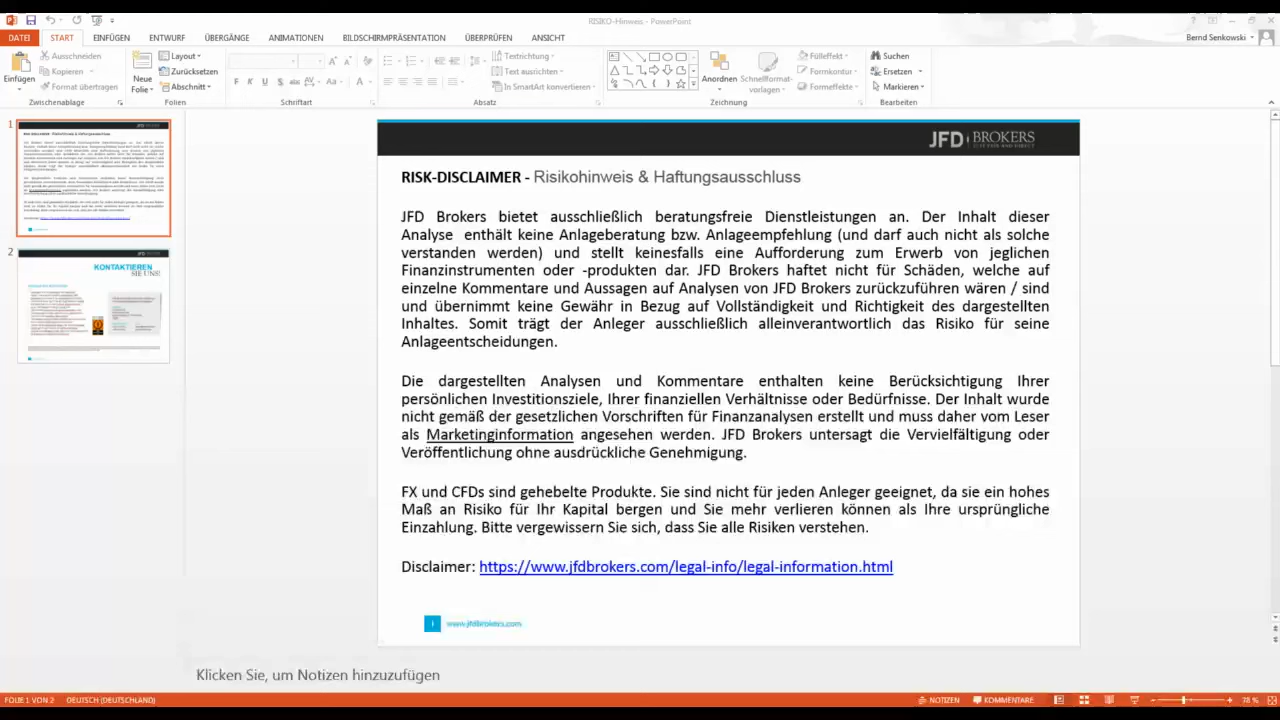 RISIKO-Hinweis - PowerPoint
DATEI START EINFÜGEN ENTWURF ÜBERGÄNGE ANIMATIONEN BILDSCHIRMPRÄSENTATION ÜBERPRÜFEN ANSICHT Bernd Senkowski
Einfügen
Ausschneiden
Kopieren
Format übertragen
Zwischenablage
Neue
Folie
Layout
Zurücksetzen
Abschnitt
Folien
F K U S abc AV Aa A
Schriftart
Textrichtung
Text ausrichten
In SmartArt konvertieren
Absatz
Anordnen
Schnellformat-
vorlagen
Fülleffekt
Formkontur
Formeffekte
Zeichnung
Suchen
Ersetzen
Markieren
Bearbeiten
1
2
KONTAKTIEREN
SIE UNS!
JFD BROKERS
JUST FAIR AND DIRECT
RISK-DISCLAIMER - Risikohinweis & Haftungsausschluss
JFD Brokers bietet ausschließlich beratungsfreie Dienstleistungen an. Der Inhalt dieser
Analyse enthält keine Anlageberatung bzw. Anlageempfehlung (und darf auch nicht als solche
verstanden werden) und stellt keinesfalls eine Aufforderung zum Erwerb von jeglichen
Finanzinstrumenten oder -produkten dar. JFD Brokers haftet nicht für Schäden, welche auf
einzelne Kommentare und Aussagen auf Analysen von JFD Brokers zurückzuführen wären / sind
und übernimmt keine Gewähr in Bezug auf Vollständigkeit und Richtigkeit des dargestellten
Inhaltes. Somit trägt der Anleger ausschließlich alleinverantwortlich das Risiko für seine
Anlageentscheidungen.
Die dargestellten Analysen und Kommentare enthalten keine Berücksichtigung Ihrer
persönlichen Investitionsziele, Ihrer finanziellen Verhältnisse oder Bedürfnisse. Der Inhalt wurde
nicht gemäß der gesetzlichen Vorschriften für Finanzanalysen erstellt und muss daher vom Leser
als Marketinginformation angesehen werden. JFD Brokers untersagt die Vervielfältigung oder
Veröffentlichung ohne ausdrückliche Genehmigung.
FX und CFDs sind gehebelte Produkte. Sie sind nicht für jeden Anleger geeignet, da sie ein hohes
Maß an Risiko für Ihr Kapital bergen und Sie mehr verlieren können als Ihre ursprüngliche
Einzahlung. Bitte vergewissern Sie sich, dass Sie alle Risiken verstehen.
Disclaimer: https://www.jfdbrokers.com/legal-info/legal-information.html
www.jfdbrokers.com
Klicken Sie, um Notizen hinzuzufügen
FOLIE 1 VON 2 DEUTSCH (DEUTSCHLAND) NOTIZEN KOMMENTARE 78 %